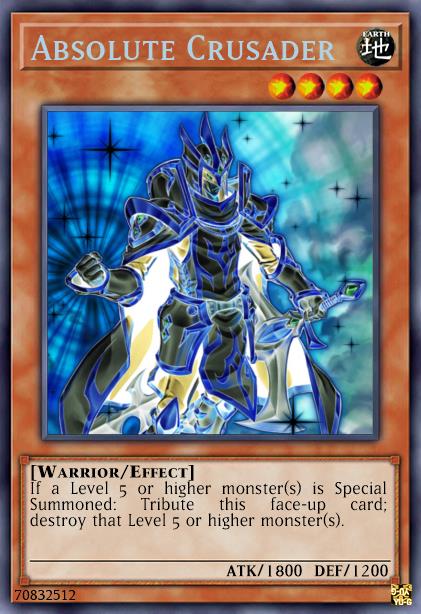 Absolute Crusader
EARTH
地
[Warrior/Effect]
If a Level 5 or higher monster(s) is Special
Summoned: Tribute this face-up card;
destroy that Level 5 or higher monster(s).
ATK/1800 DEF/1200
70832512